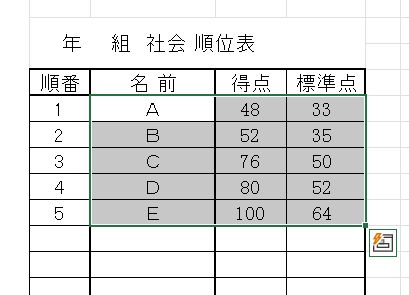 年 組 社会 順位表
順番 名 前 得点 標準点
1 A 48 33
2 B 52 35
3 C 76 50
4 D 80 52
5 E 100 64